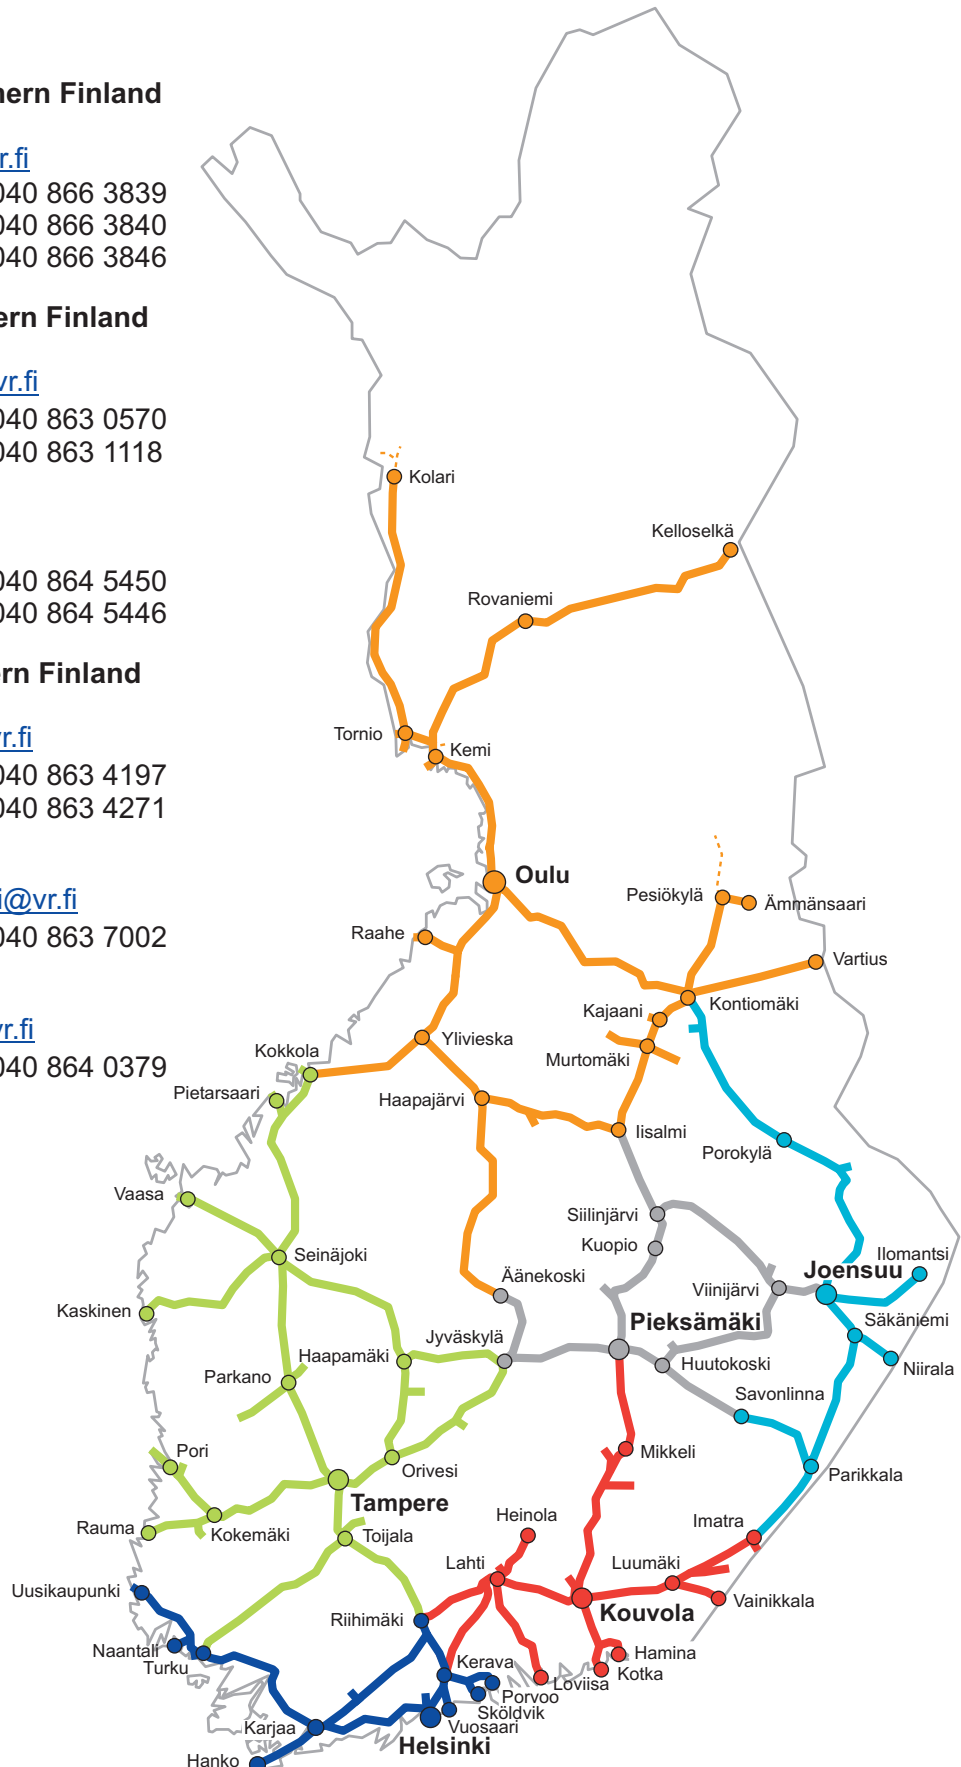 hern Finland
r.fi
040 866 3839
040 866 3840
040 866 3846
ern Finland
vr.fi
040 863 0570
040 863 1118
040 864 5450
040 864 5446
ern Finland
vr.fi
040 863 4197
040 863 4271
i@vr.fi
040 863 7002
vr.fi
040 864 0379
Kolari
Kelloselkä
Rovaniemi
Tornio
Kemi
Oulu
Pesiökylä
Ämmänsaari
Raahe
Vartius
Kajaani
Kontiomäki
Ylivieska
Murtomäki
Kokkola
Pietarsaari
Haapajärvi
Iisalmi
Porokylä
Vaasa
Siilinjärvi
Kuopio
Seinäjoki
Ilomantsi
Joensuu
Äänekoski
Viinijärvi
Kaskinen
Pieksämäki
Säkäniemi
Jyväskylä
Haapamäki
Huutokoski
Niirala
Parkano
Savonlinna
Pori
Mikkeli
Orivesi
Parikkala
Tampere
Heinola
Imatra
Rauma
Kokemäki
Toijala
Lahti
Luumäki
Uusikaupunki
Vainikkala
Kouvola
Riihimäki
Naantali
Hamina
Turku
Kerava
Kotka
Loviisa
Porvoo
Sköldvik
Karjaa
Vuosaari
Helsinki
Hanko